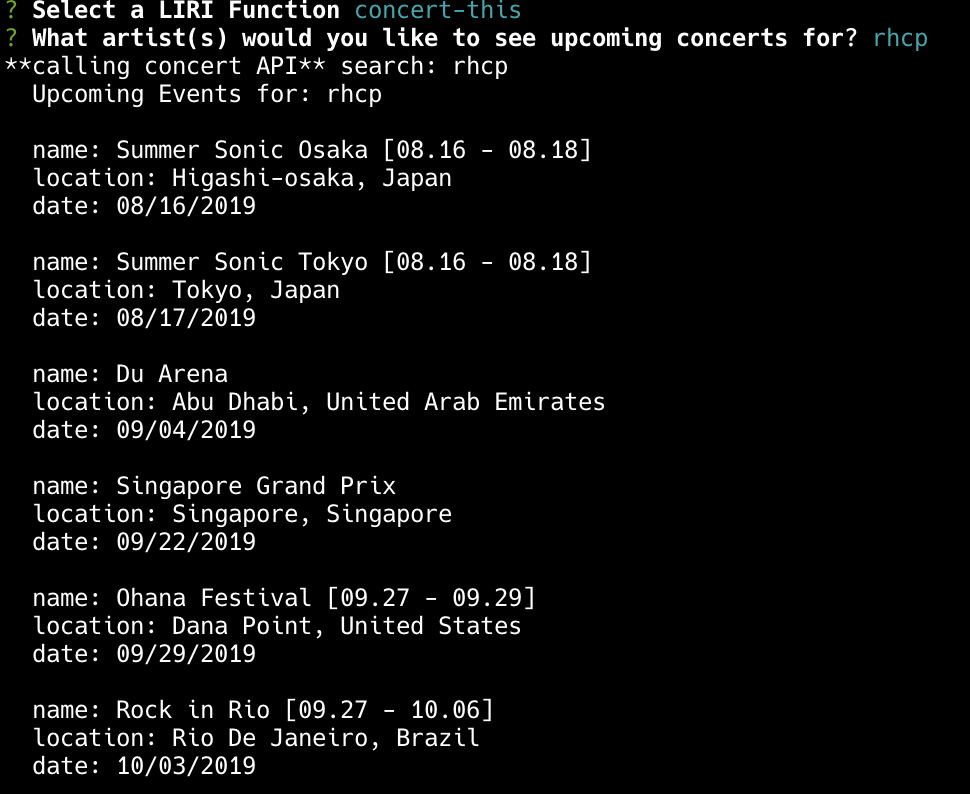 ? Select a LIRI Function concert-this
? What artist(s) would you like to see upcoming concerts for? rhcp
**calling concert API** search: rhcp
Upcoming Events for: rhcp
name: Summer Sonic Osaka [08.16 - 08.18]
location: Higashi-osaka, Japan
date: 08/16/2019
name: Summer Sonic Tokyo [08.16 - 08.18]
location: Tokyo, Japan
date: 08/17/2019
name: Du Arena
location: Abu Dhabi, United Arab Emirates
date: 09/04/2019
name: Singapore Grand Prix
location: Singapore, Singapore
date: 09/22/2019
name: Ohana Festival [09.27 - 09.29]
location: Dana Point, United States
date: 09/29/2019
name: Rock in Rio [09.27 - 10.06]
location: Rio De Janeiro, Brazil
date: 10/03/2019